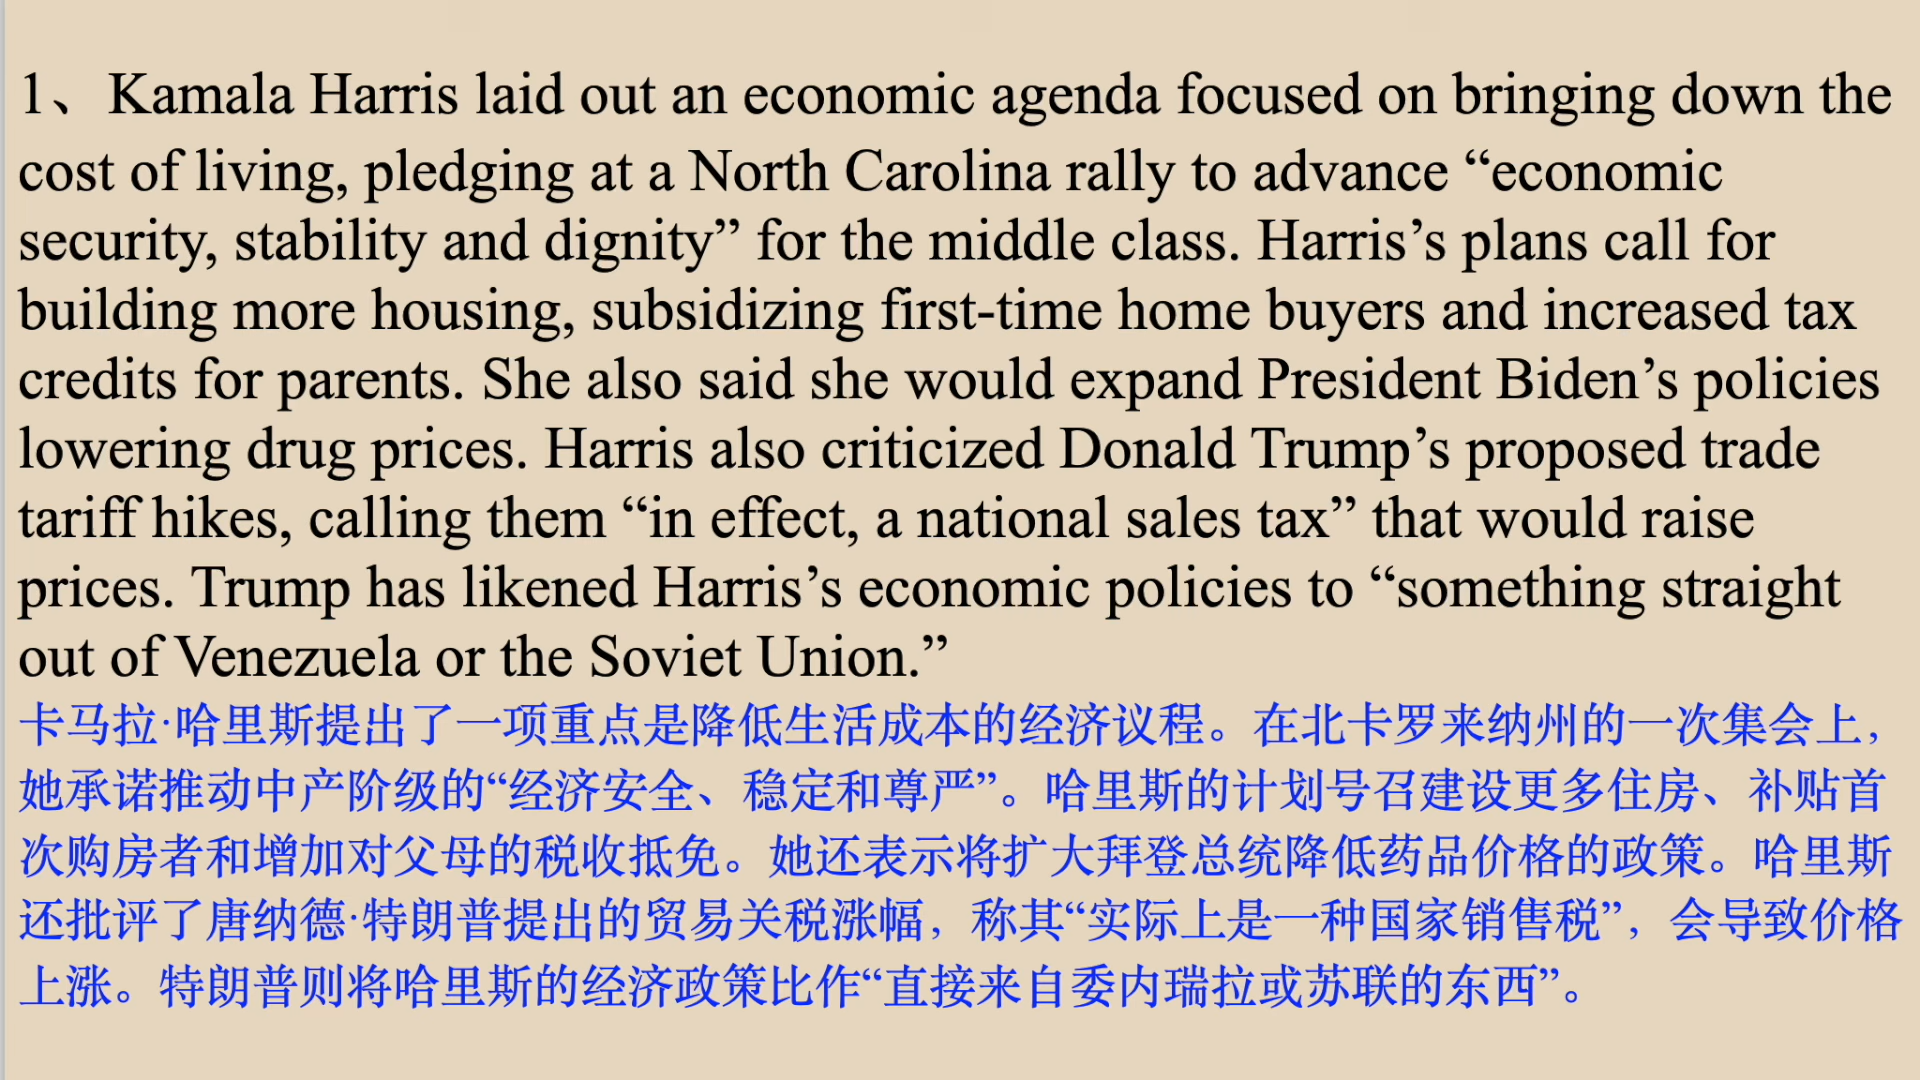 1、Kamala Harris laid out an economic agenda focused on bringing down the
cost of living, pledging at a North Carolina rally to advance “economic
security, stability and dignity” for the middle class. Harris’s plans call for
building more housing, subsidizing first-time home buyers and increased tax
credits for parents. She also said she would expand President Biden’s policies
lowering drug prices. Harris also criticized Donald Trump’s proposed trade
tariff hikes, calling them “in effect, a national sales tax” that would raise
prices. Trump has likened Harris’s economic policies to “something straight
out of Venezuela or the Soviet Union.”
卡马拉·哈里斯提出了一项重点是降低生活成本的经济议程。在北卡罗来纳州的一次集会上，
她承诺推动中产阶级的“经济安全、稳定和尊严”。哈里斯的计划号召建设更多住房、补贴首
次购房者和增加对父母的税收抵免。她还表示将扩大拜登总统降低药品价格的政策。哈里斯
还批评了唐纳德·特朗普提出的贸易关税涨幅，称其“实际上是一种国家销售税”，会导致价格
上涨。特朗普则将哈里斯的经济政策比作“直接来自委内瑞拉或苏联的东西”。